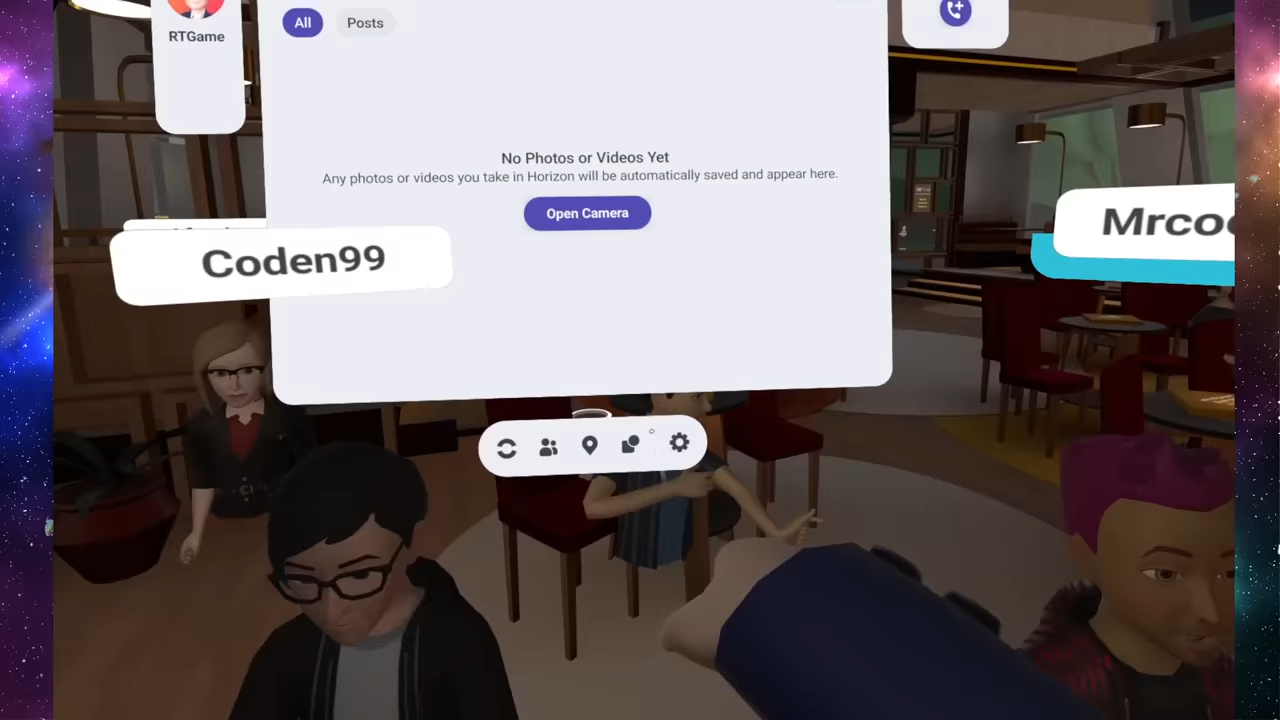 All
Posts
RTGame
No Photos or Videos Yet
Any photos or videos you take in Horizon will be automatically saved and appear here.
Open Camera
Coden99
Mrco